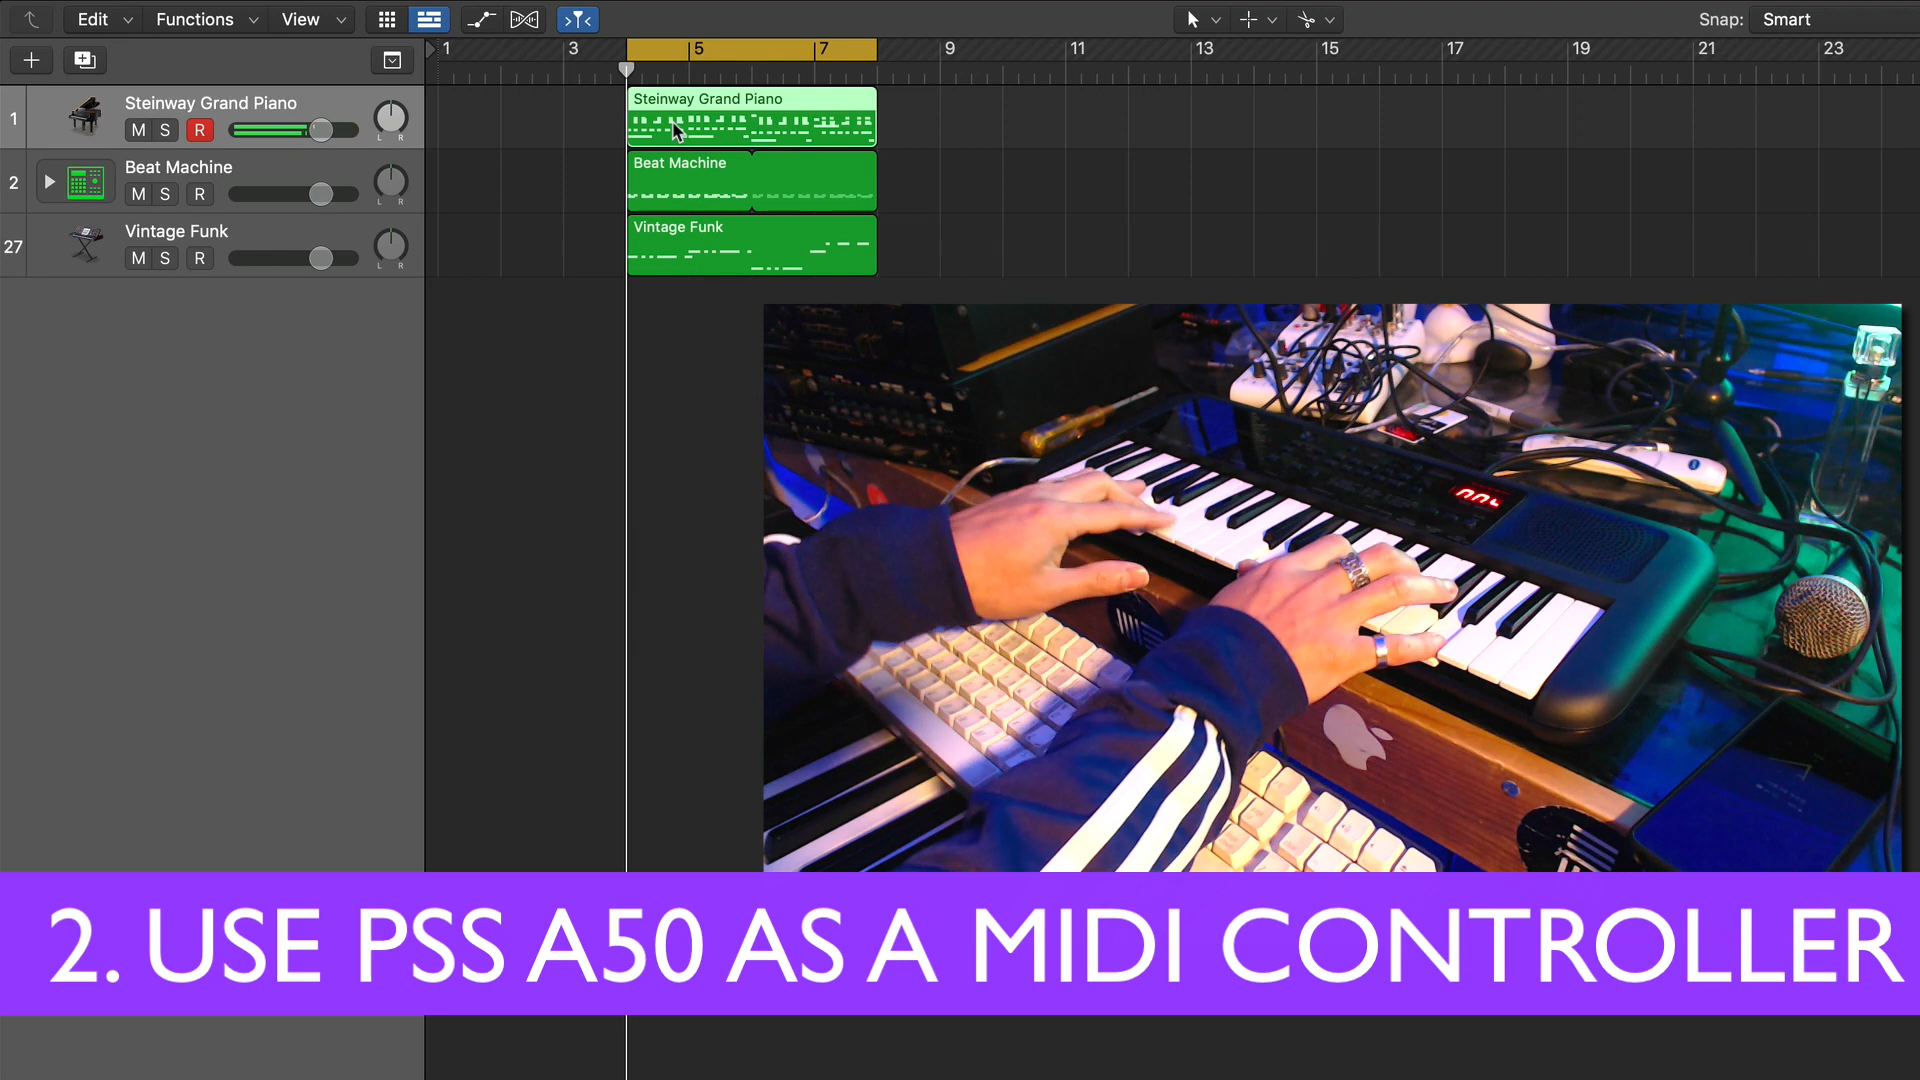 Edit Functions View Snap: Smart
1 3 5 7 9 11 13 15 17 19 21 23
1 Steinway Grand Piano
M S R L R
2 Beat Machine
M S R L R
27 Vintage Funk
M S R L R
Steinway Grand Piano
Beat Machine
Vintage Funk
2. USE PSS A50 AS A MIDI CONTROLLER